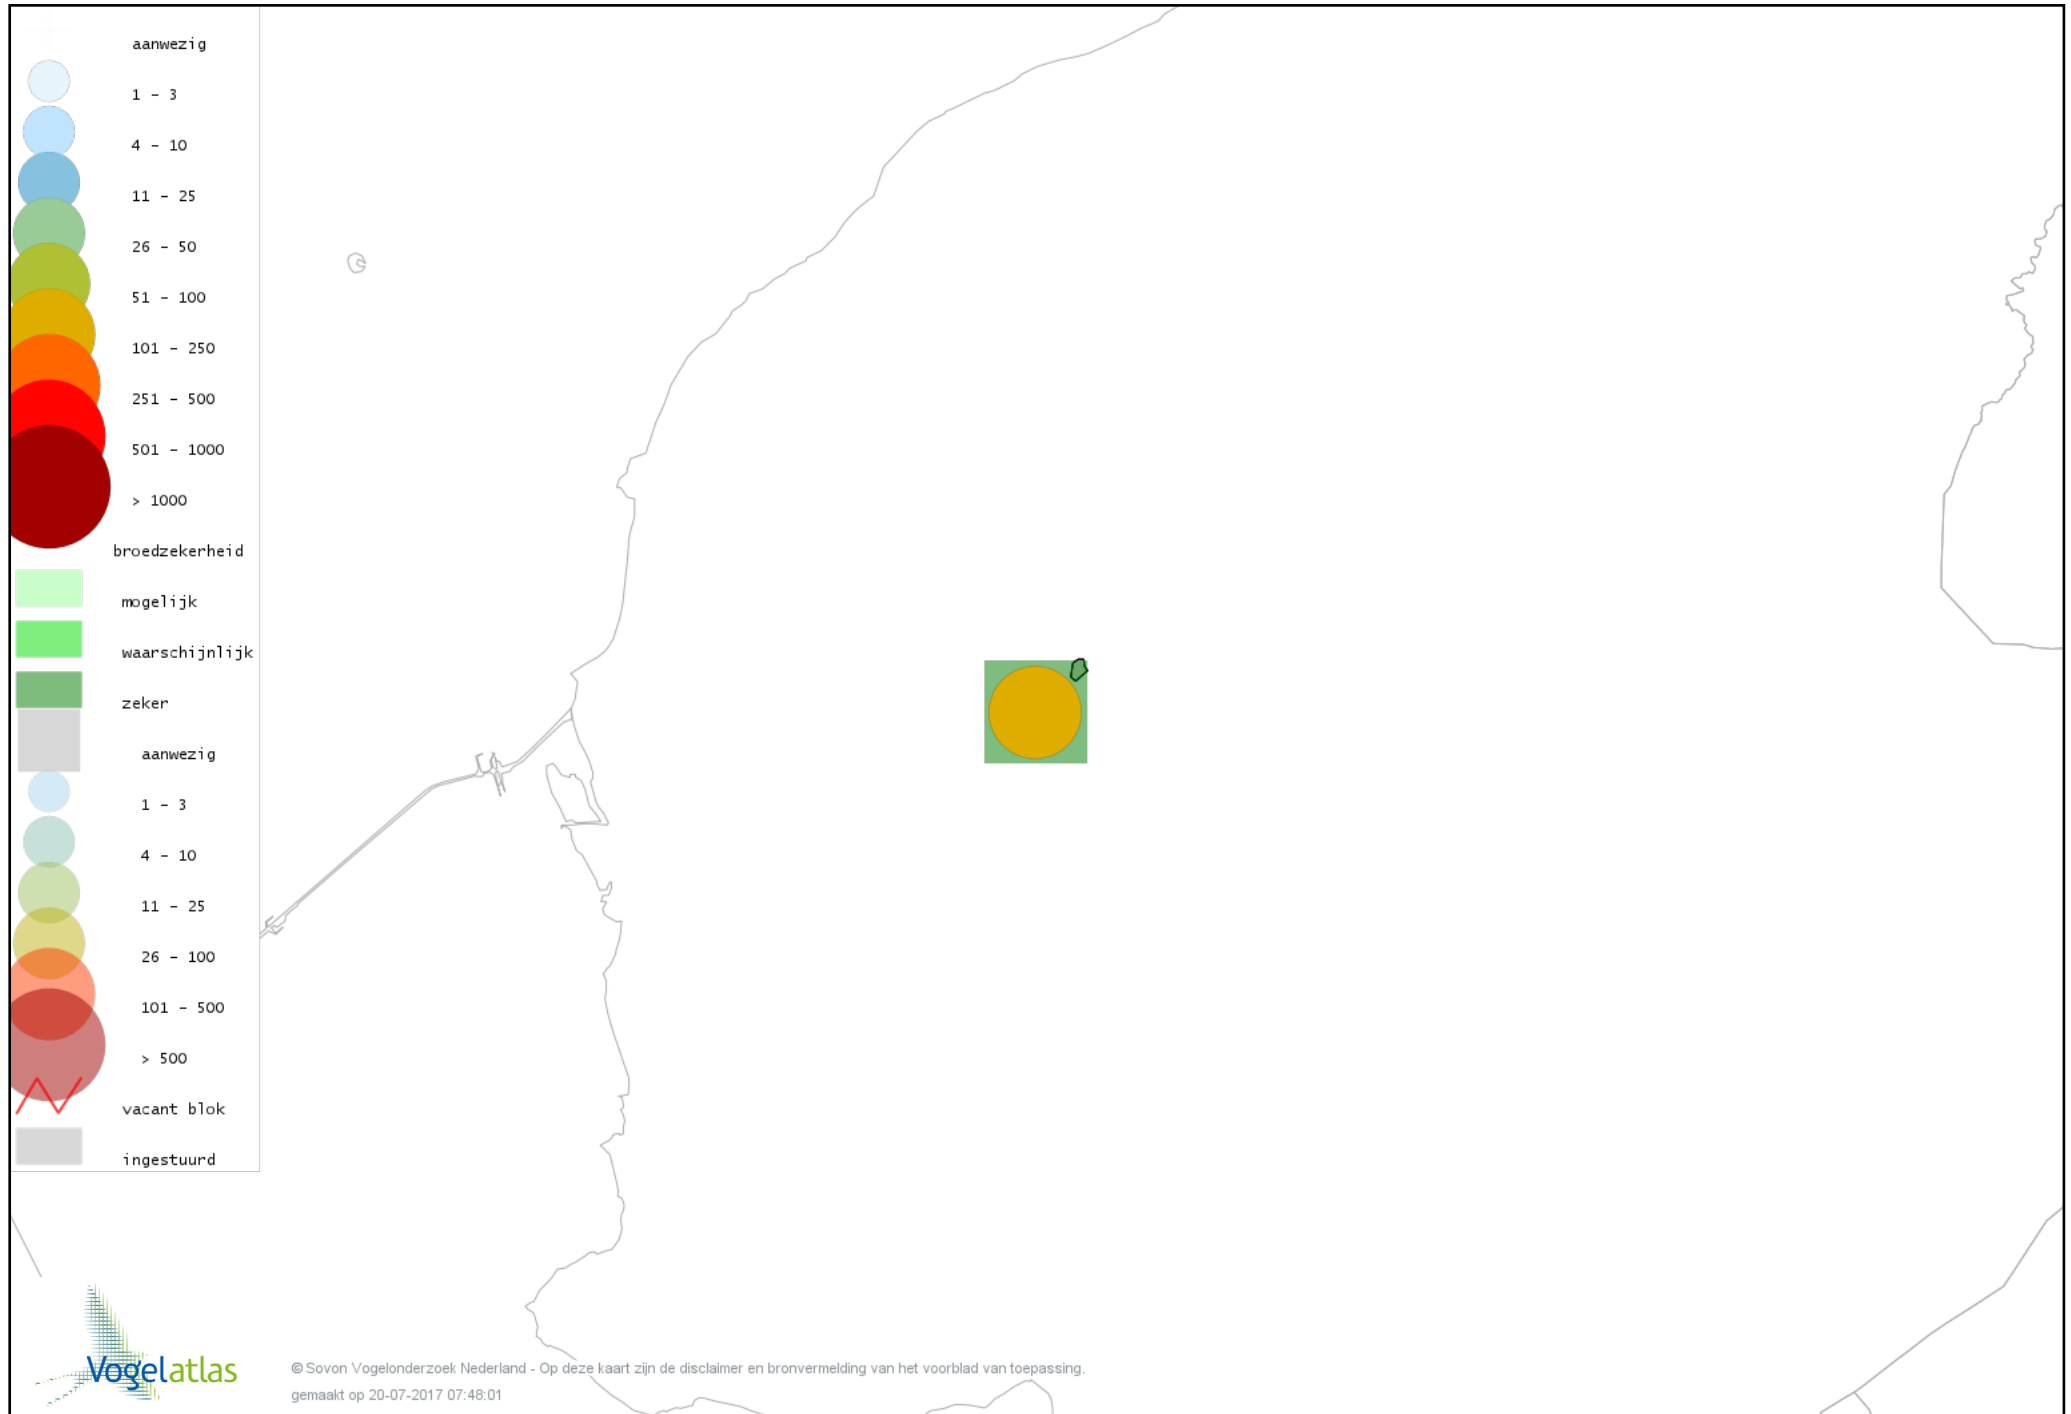 aanwezig
1 - 3
4 - 10
11 - 25
26 - 50
51 - 100
101 - 250
251 - 500
501 - 1000
> 1000
broedzekerheid
mogelijk
waarschijnlijk
zeker
aanwezig
1 - 3
4 - 10
11 - 25
26 - 100
101 - 500
> 500
vacant blok
ingestuurd
Vogelatlas
© Sovon Vogelonderzoek Nederland - Op deze kaart zijn de disclaimer en bronvermelding van het voorblad van toepassing.
gemaakt op 20-07-2017 07:48:01